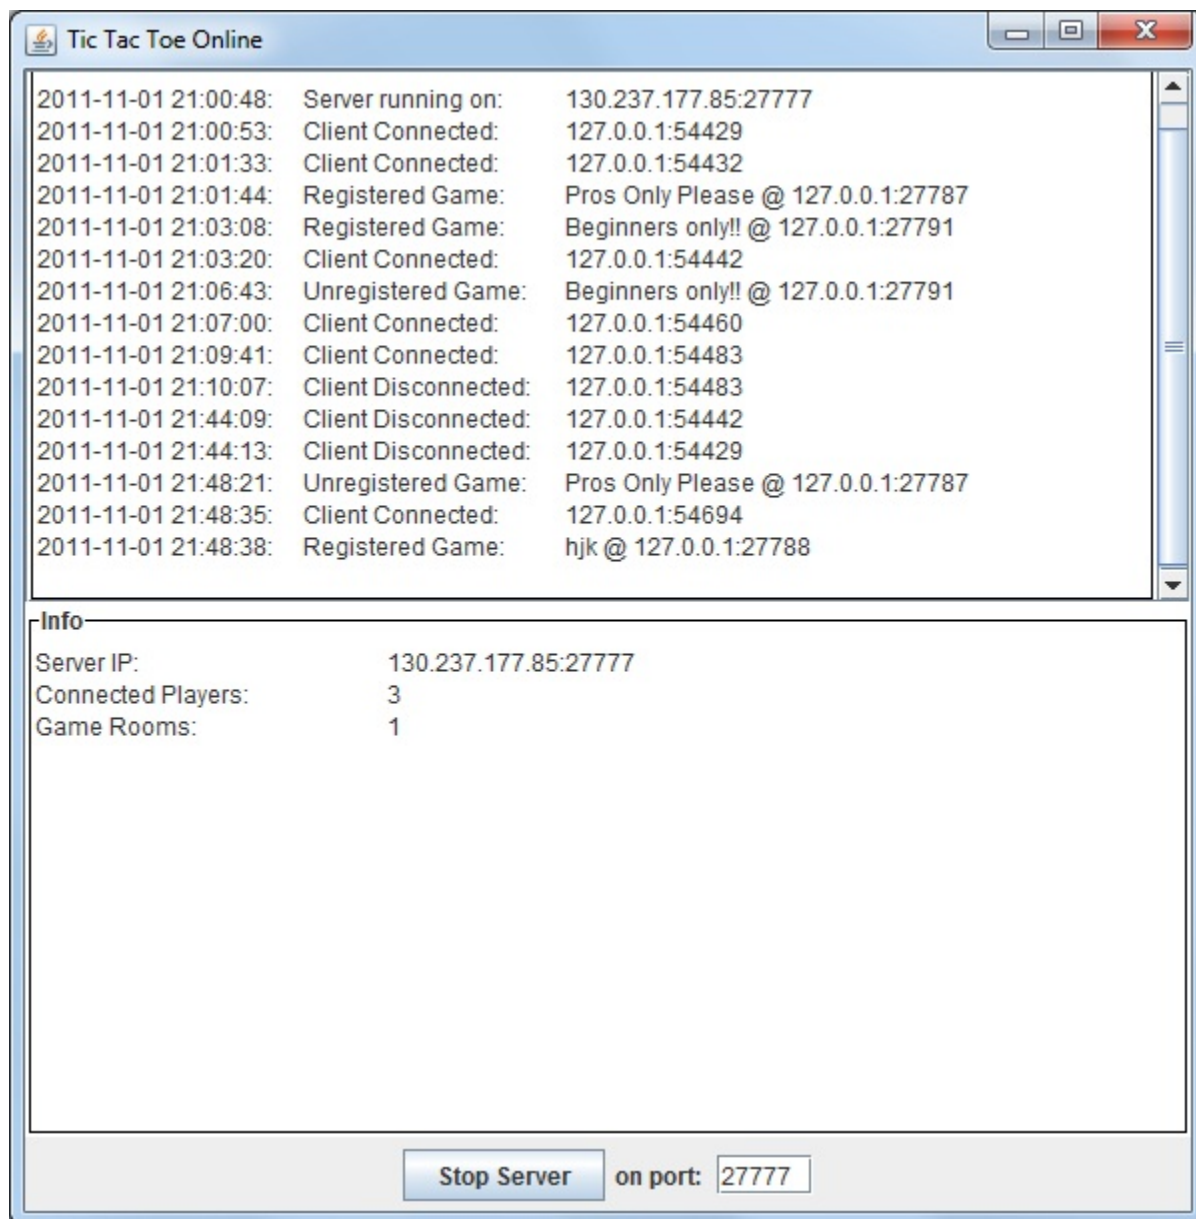 Tic Tac Toe Online
2011-11-01 21:00:48: Server running on: 130.237.177.85:27777
2011-11-01 21:00:53: Client Connected: 127.0.0.1:54429
2011-11-01 21:01:33: Client Connected: 127.0.0.1:54432
2011-11-01 21:01:44: Registered Game: Pros Only Please @ 127.0.0.1:27787
2011-11-01 21:03:08: Registered Game: Beginners only!! @ 127.0.0.1:27791
2011-11-01 21:03:20: Client Connected: 127.0.0.1:54442
2011-11-01 21:06:43: Unregistered Game: Beginners only!! @ 127.0.0.1:27791
2011-11-01 21:07:00: Client Connected: 127.0.0.1:54460
2011-11-01 21:09:41: Client Connected: 127.0.0.1:54483
2011-11-01 21:10:07: Client Disconnected: 127.0.0.1:54483
2011-11-01 21:44:09: Client Disconnected: 127.0.0.1:54442
2011-11-01 21:44:13: Client Disconnected: 127.0.0.1:54429
2011-11-01 21:48:21: Unregistered Game: Pros Only Please @ 127.0.0.1:27787
2011-11-01 21:48:35: Client Connected: 127.0.0.1:54694
2011-11-01 21:48:38: Registered Game: hjk @ 127.0.0.1:27788
Info
Server IP: 130.237.177.85:27777
Connected Players: 3
Game Rooms: 1
Stop Server on port: 27777